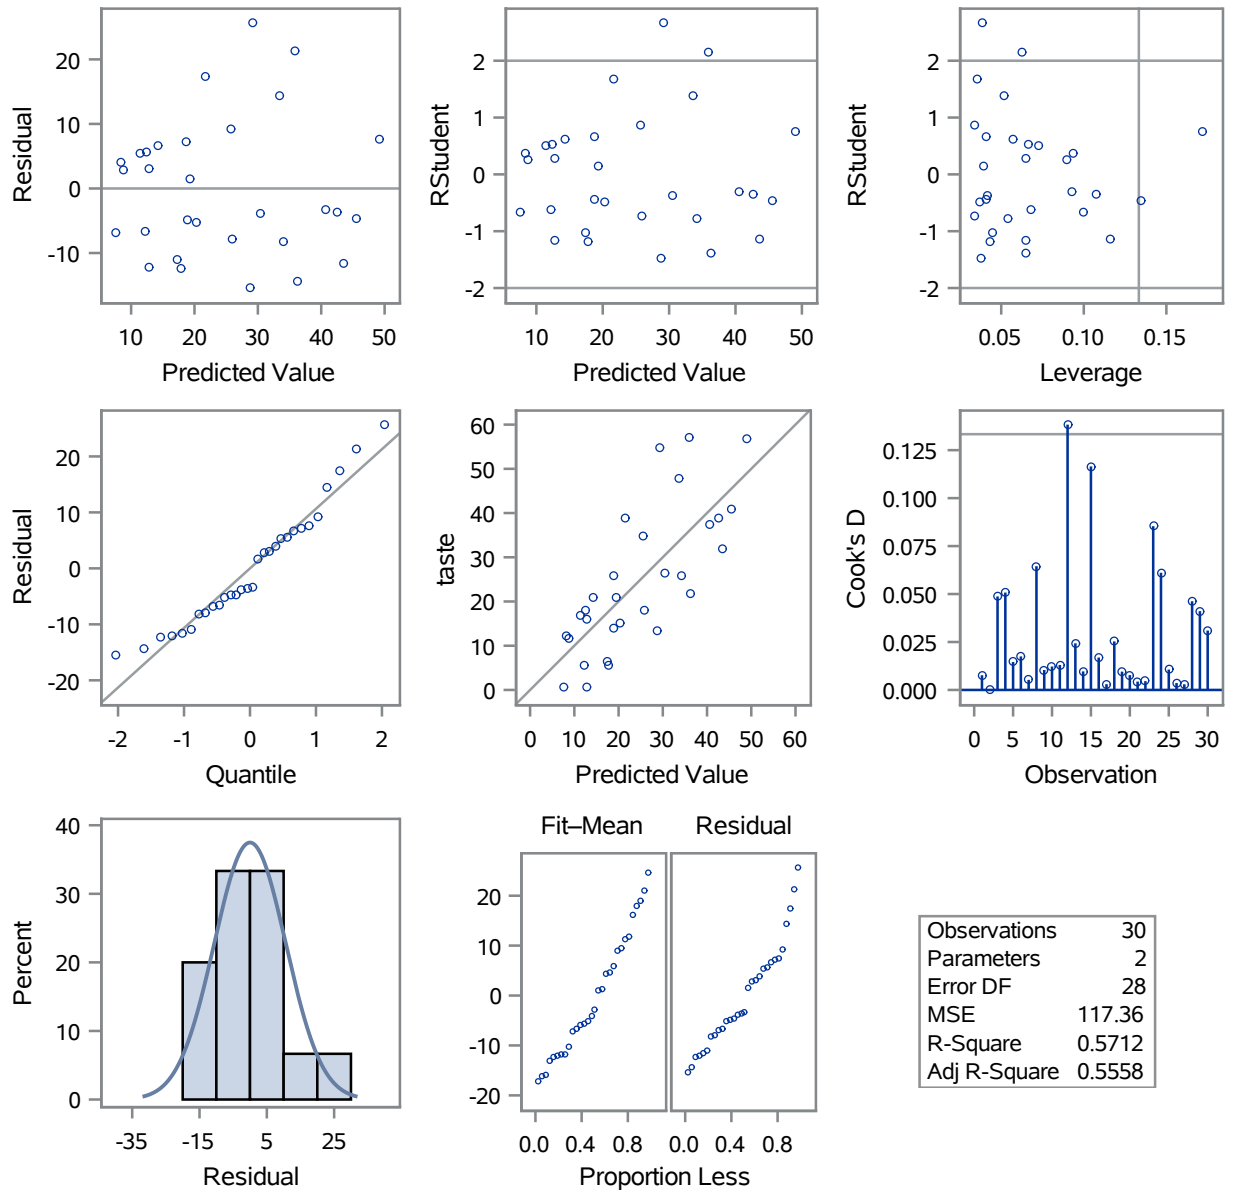 20
10
0
-10
Residual
10 20 30 40 50
Predicted Value
2
1
0
-1
-2
RStudent
10 20 30 40 50
Predicted Value
2
1
0
-1
-2
RStudent
0.05 0.10 0.15
Leverage
20
10
0
-10
-20
Residual
-2 -1 0 1 2
Quantile
60
50
40
30
20
10
0
taste
0 10 20 30 40 50 60
Predicted Value
0.125
0.100
0.075
0.050
0.025
0.000
Cook's D
0 5 10 15 20 25 30
Observation
40
30
20
10
0
Percent
-35 -15 5 25
Residual
Fit–Mean Residual
20
10
0
-10
-20
0.0 0.4 0.8 0.0 0.4 0.8
Proportion Less
Observations 30
Parameters 2
Error DF 28
MSE 117.36
R-Square 0.5712
Adj R-Square 0.5558